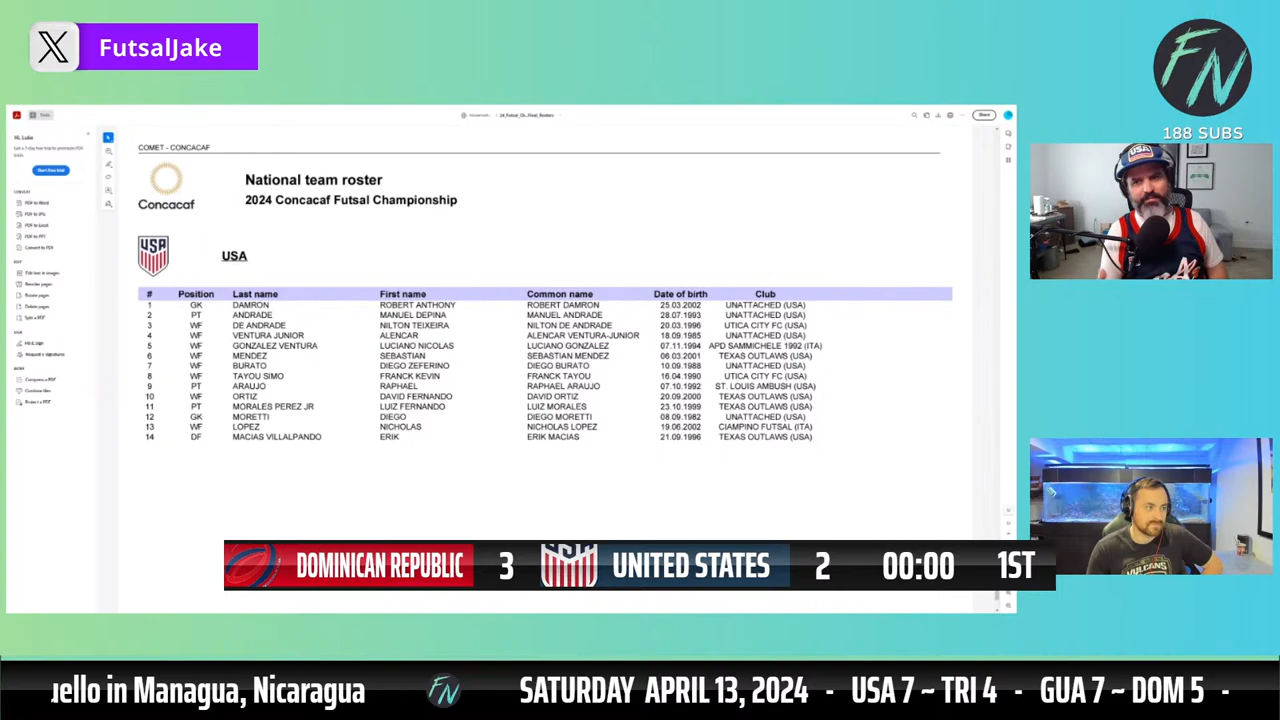 FutsalJake
FN
188 SUBS
Share
Hi, Luke
Start free trial
COMET - CONCACAF
Concacaf
National team roster
2024 Concacaf Futsal Championship
USA
USA
# Position Last name First name Common name Date of birth Club
1 GK DAMRON ROBERT ANTHONY ROBERT DAMRON 25.03.2002 UNATTACHED (USA)
2 PT ANDRADE MANUEL DEPINA MANUEL ANDRADE 28.07.1993 UNATTACHED (USA)
3 WF DE ANDRADE NILTON TEIXEIRA NILTON DE ANDRADE 20.03.1996 UTICA CITY FC (USA)
4 WF VENTURA JUNIOR ALENCAR ALENCAR VENTURA-JUNIOR 18.09.1985 UNATTACHED (USA)
5 WF GONZALEZ VENTURA LUCIANO NICOLAS LUCIANO GONZALEZ 07.11.1994 APD SAMMICHELE 1992 (ITA)
6 WF MENDEZ SEBASTIAN SEBASTIAN MENDEZ 06.03.2001 TEXAS OUTLAWS (USA)
7 WF BURATO DIEGO ZEFERINO DIEGO BURATO 10.09.1988 UNATTACHED (USA)
8 WF TAYOU SIMO FRANCK KEVIN FRANCK TAYOU 16.04.1990 UTICA CITY FC (USA)
9 PT ARAUJO RAPHAEL RAPHAEL ARAUJO 07.10.1992 ST. LOUIS AMBUSH (USA)
10 WF ORTIZ DAVID FERNANDO DAVID ORTIZ 20.09.2000 TEXAS OUTLAWS (USA)
11 PT MORALES PEREZ JR LUIZ FERNANDO LUIZ MORALES 23.10.1999 TEXAS OUTLAWS (USA)
12 GK MORETTI DIEGO DIEGO MORETTI 08.09.1982 UNATTACHED (USA)
13 WF LOPEZ NICHOLAS NICHOLAS LOPEZ 19.06.2002 CIAMPINO FUTSAL (ITA)
14 DF MACIAS VILLALPANDO ERIK ERIK MACIAS 21.09.1996 TEXAS OUTLAWS (USA)
USA
VULCANS
DOMINICAN REPUBLIC 3 UNITED STATES 2 00:00 1ST
uello in Managua, Nicaragua FN SATURDAY APRIL 13, 2024 - USA 7 ~ TRI 4 - GUA 7 ~ DOM 5 -